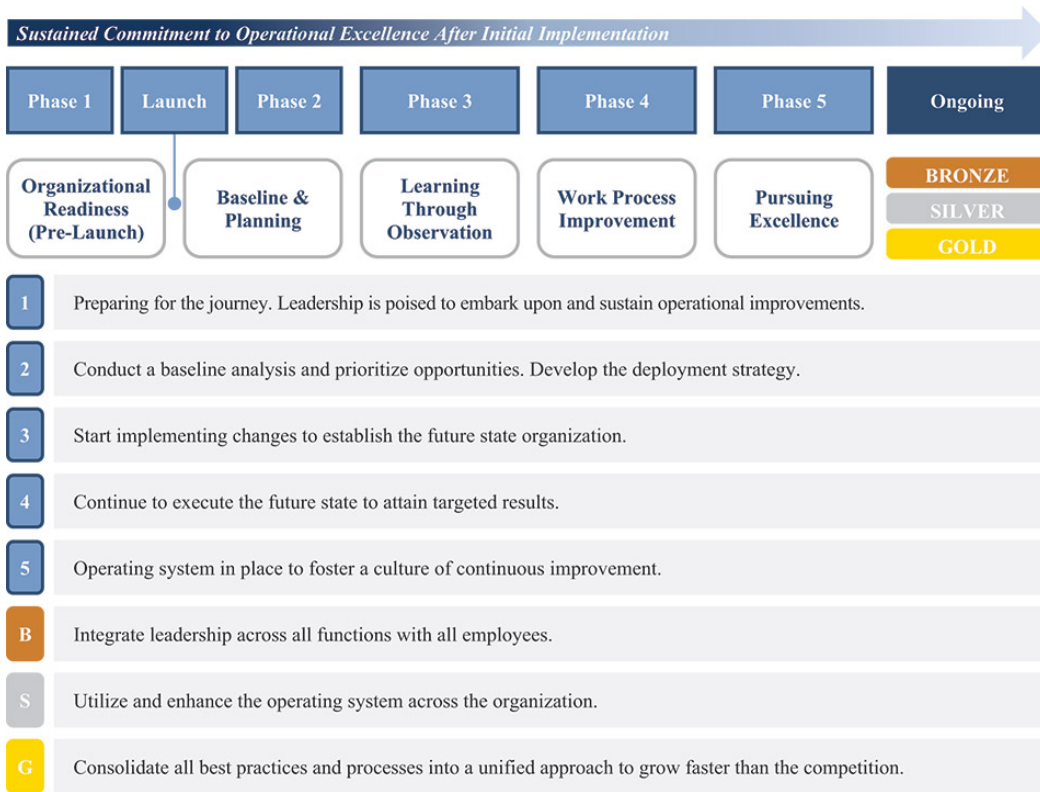 Sustained Commitment to Operational Excellence After Initial Implementation
Phase 1
Launch
Phase 2
Phase 3
Phase 4
Phase 5
Ongoing
Organizational
Readiness
(Pre-Launch)
Baseline &
Planning
Learning
Through
Observation
Work Process
Improvement
Pursuing
Excellence
BRONZE
SILVER
GOLD
1 Preparing for the journey. Leadership is poised to embark upon and sustain operational improvements.
2 Conduct a baseline analysis and prioritize opportunities. Develop the deployment strategy.
3 Start implementing changes to establish the future state organization.
4 Continue to execute the future state to attain targeted results.
5 Operating system in place to foster a culture of continuous improvement.
B Integrate leadership across all functions with all employees.
S Utilize and enhance the operating system across the organization.
G Consolidate all best practices and processes into a unified approach to grow faster than the competition.